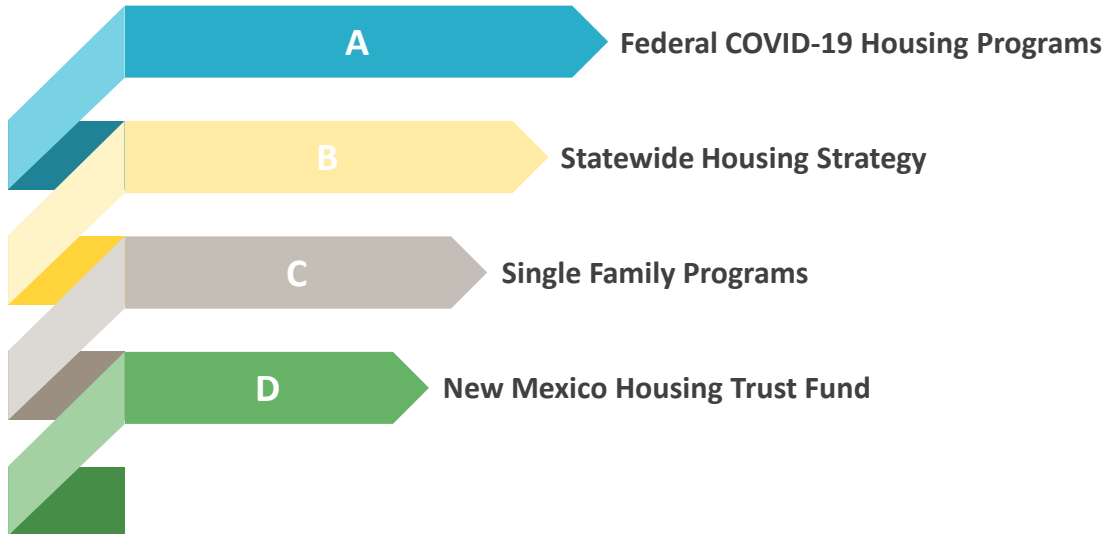 A
Federal COVID-19 Housing Programs
B
Statewide Housing Strategy
C
Single Family Programs
D
New Mexico Housing Trust Fund